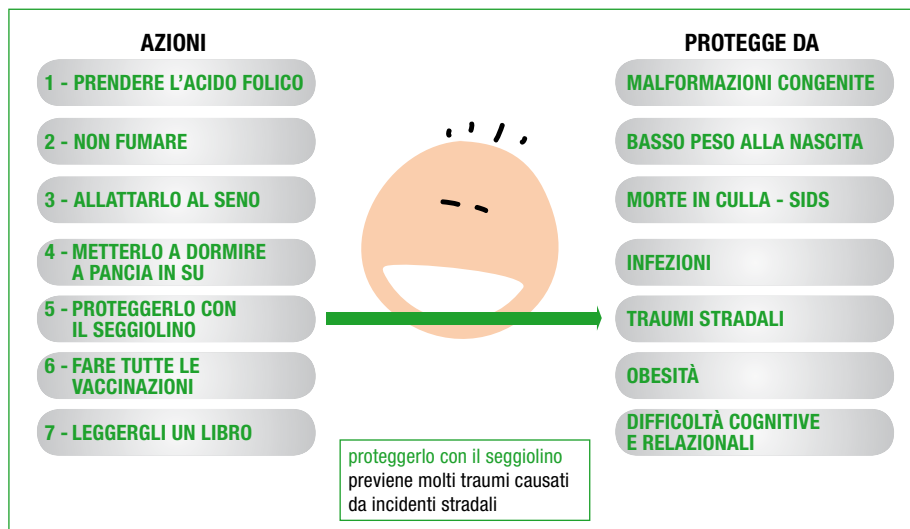 AZIONI
1 - PRENDERE L'ACIDO FOLICO
2 - NON FUMARE
3 - ALLATTARLO AL SENO
4 - METTERLO A DORMIRE
A PANCIA IN SU
5 - PROTEGGERLO CON
IL SEGGIOLINO
6 - FARE TUTTE LE
VACCINAZIONI
7 - LEGGERGLI UN LIBRO
PROTEGGE DA
MALFORMAZIONI CONGENITE
BASSO PESO ALLA NASCITA
MORTE IN CULLA - SIDS
INFEZIONI
TRAUMI STRADALI
OBESITÀ
DIFFICOLTÀ COGNITIVE
E RELAZIONALI
proteggerlo con il seggiolino
previene molti traumi causati
da incidenti stradali